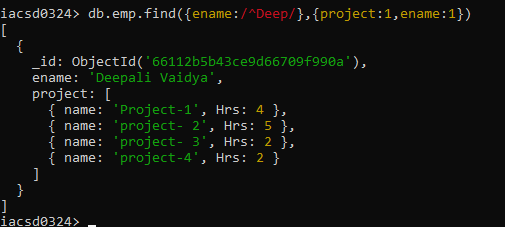 iacsd0324> db.emp.find({ename:/^Deep/},{project:1,ename:1})
[
  {
    _id: ObjectId('66112b5b43ce9d66709f990a'),
    ename: 'Deepali Vaidya',
    project: [
      { name: 'Project-1', Hrs: 4 },
      { name: 'project- 2', Hrs: 5 },
      { name: 'project- 3', Hrs: 2 },
      { name: 'project-4', Hrs: 2 }
    ]
  }
]
iacsd0324> _